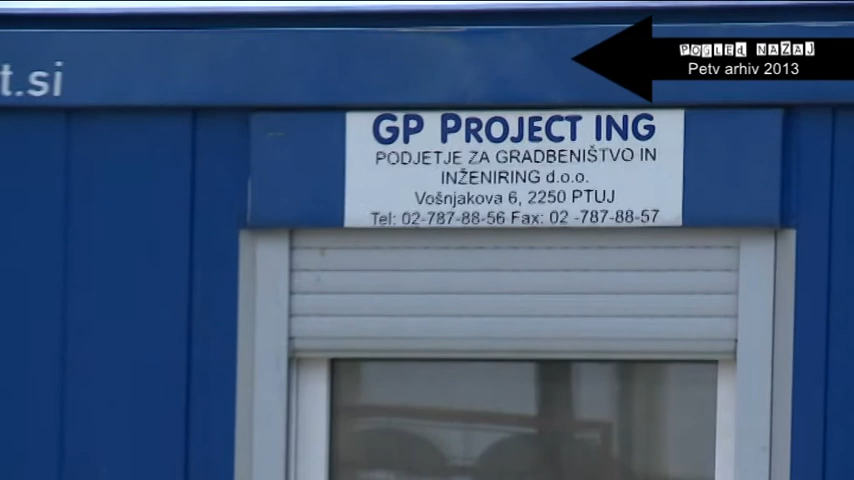 POGLEd NAZAJ
Petv arhiv 2013
t.si
GP PROJECT ING
PODJETJE ZA GRADBENIŠTVO IN
INŽENIRING d.o.o.
Vošnjakova 6, 2250 PTUJ
Tel: 02-787-88-56 Fax: 02 -787-88-57